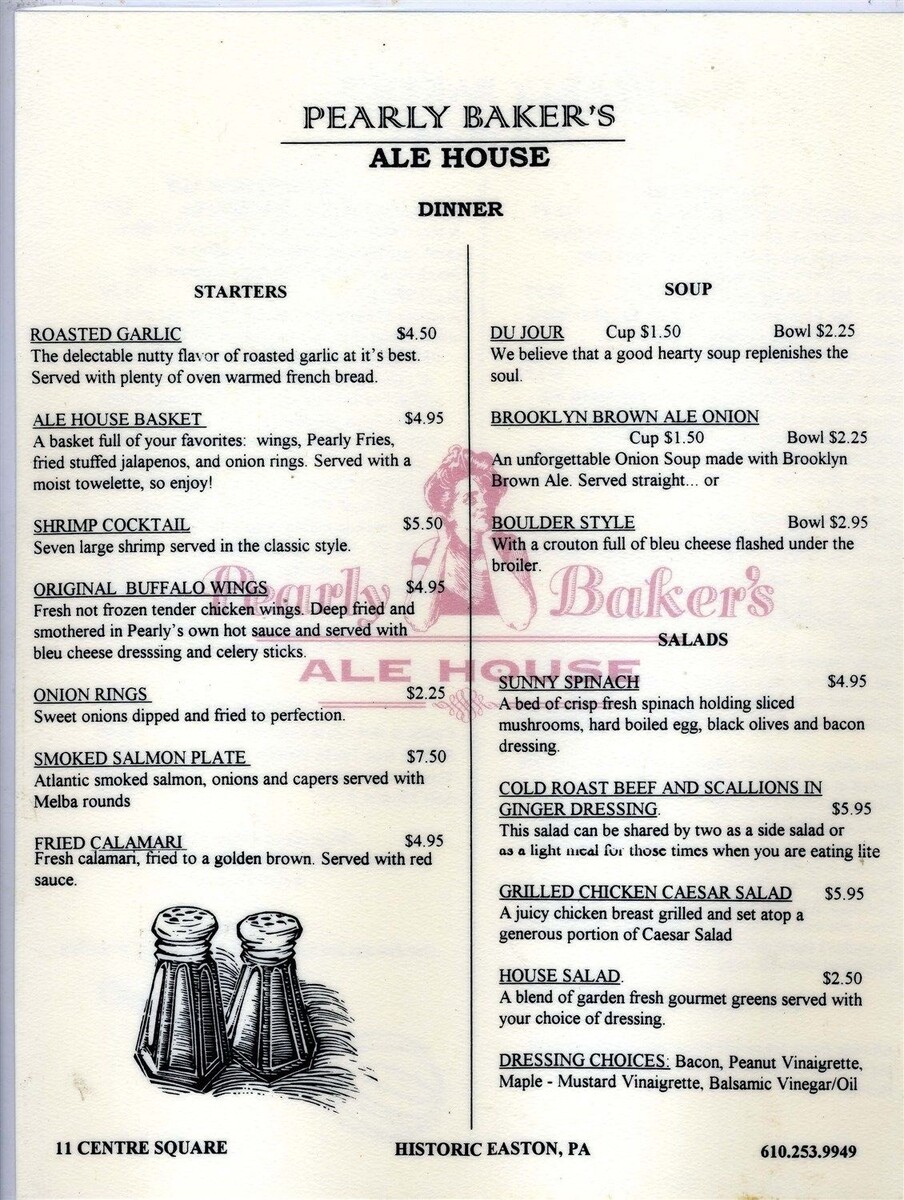 PEARLY BAKER'S
ALE HOUSE
DINNER
STARTERS
ROASTED GARLIC $4.50
The delectable nutty flavor of roasted garlic at it's best.
Served with plenty of oven warmed french bread.
ALE HOUSE BASKET $4.95
A basket full of your favorites: wings, Pearly Fries,
fried stuffed jalapenos, and onion rings. Served with a
moist towelette, so enjoy!
SHRIMP COCKTAIL $5.50
Seven large shrimp served in the classic style.
ORIGINAL BUFFALO WINGS $4.95
Fresh not frozen tender chicken wings. Deep fried and
smothered in Pearly's own hot sauce and served with
bleu cheese dresssing and celery sticks.
ONION RINGS $2.25
Sweet onions dipped and fried to perfection.
SMOKED SALMON PLATE $7.50
Atlantic smoked salmon, onions and capers served with
Melba rounds
FRIED CALAMARI $4.95
Fresh calamari, fried to a golden brown. Served with red
sauce.
SOUP
DU JOUR Cup $1.50 Bowl $2.25
We believe that a good hearty soup replenishes the
soul.
BROOKLYN BROWN ALE ONION
Cup $1.50 Bowl $2.25
An unforgettable Onion Soup made with Brooklyn
Brown Ale. Served straight... or
BOULDER STYLE Bowl $2.95
With a crouton full of bleu cheese flashed under the
broiler.
SALADS
SUNNY SPINACH $4.95
A bed of crisp fresh spinach holding sliced
mushrooms, hard boiled egg, black olives and bacon
dressing.
COLD ROAST BEEF AND SCALLIONS IN
GINGER DRESSING. $5.95
This salad can be shared by two as a side salad or
as a light meal for those times when you are eating lite
GRILLED CHICKEN CAESAR SALAD $5.95
A juicy chicken breast grilled and set atop a
generous portion of Caesar Salad
HOUSE SALAD. $2.50
A blend of garden fresh gourmet greens served with
your choice of dressing.
DRESSING CHOICES: Bacon, Peanut Vinaigrette,
Maple - Mustard Vinaigrette, Balsamic Vinegar/Oil
Pearly Baker's
ALE HOUSE
11 CENTRE SQUARE HISTORIC EASTON, PA 610.253.9949